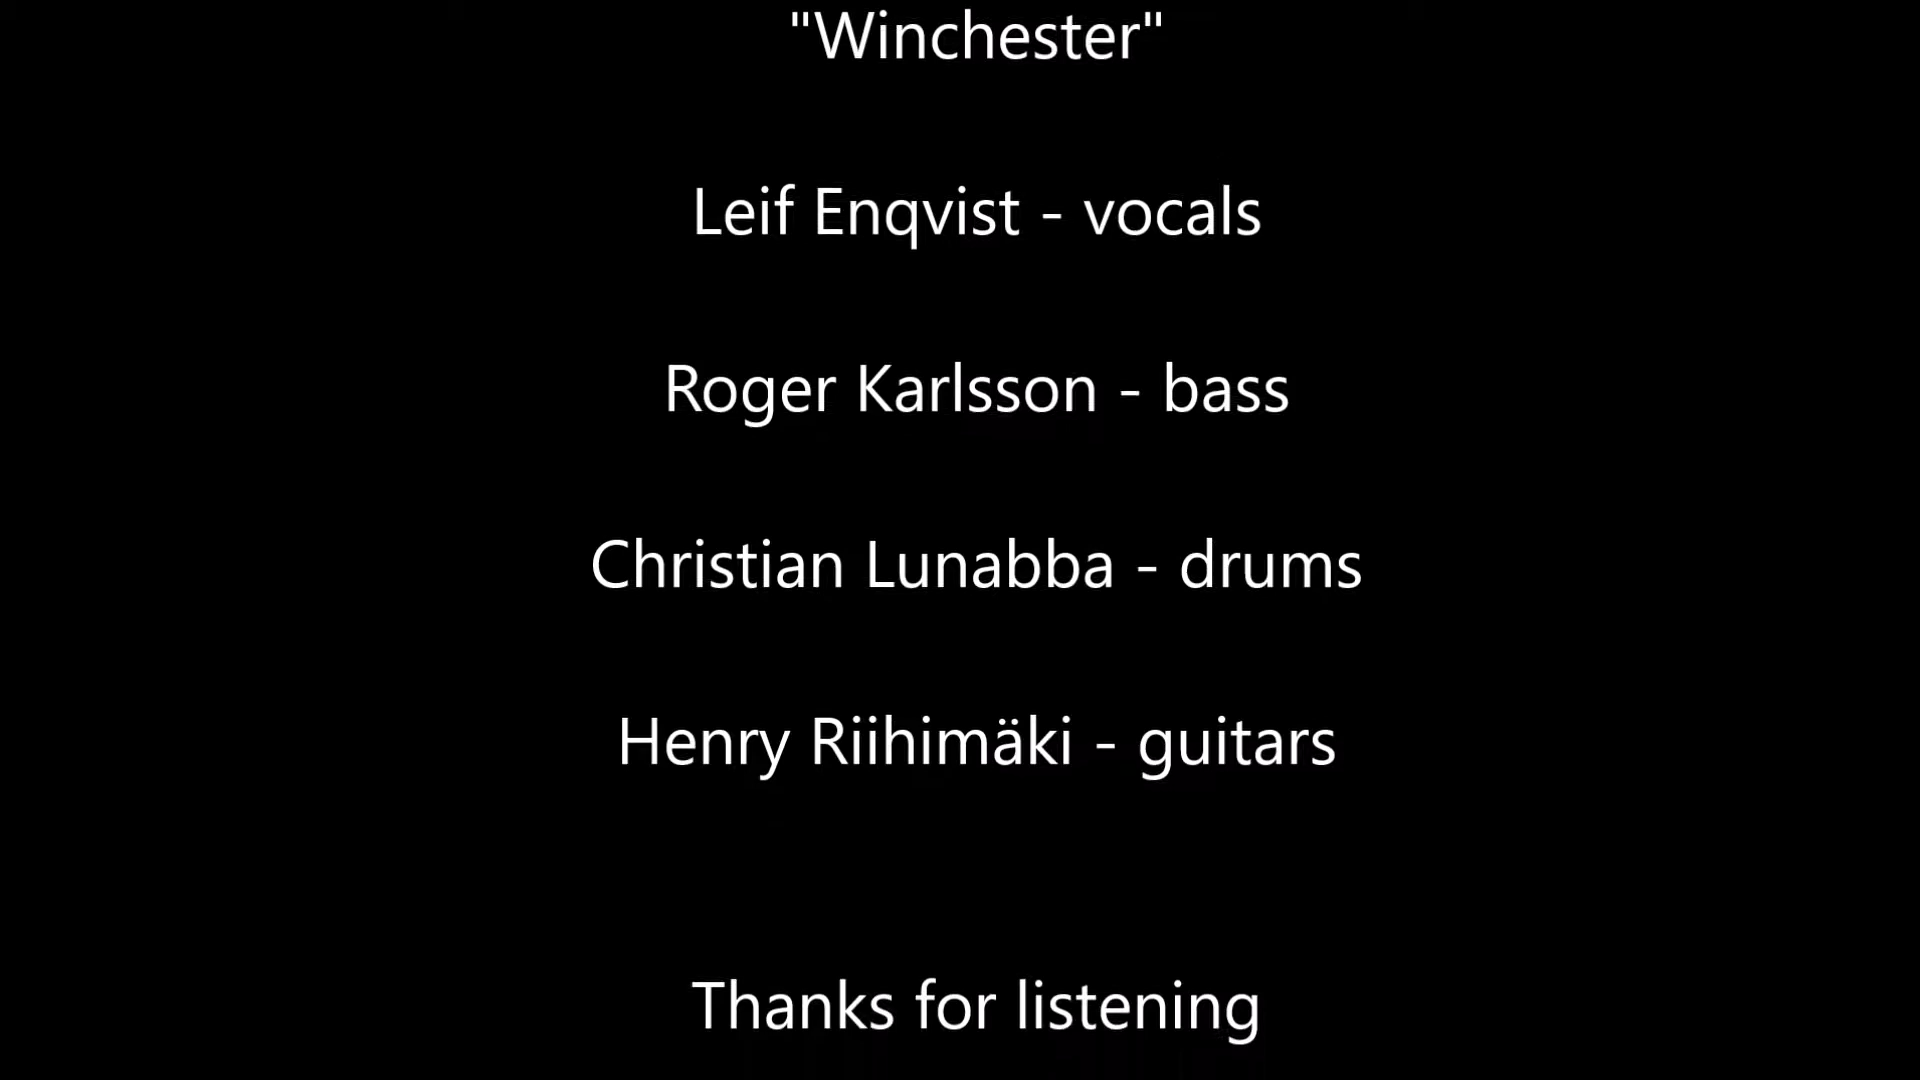 "Winchester"
Leif Enqvist - vocals
Roger Karlsson - bass
Christian Lunabba - drums
Henry Riihimäki - guitars
Thanks for listening